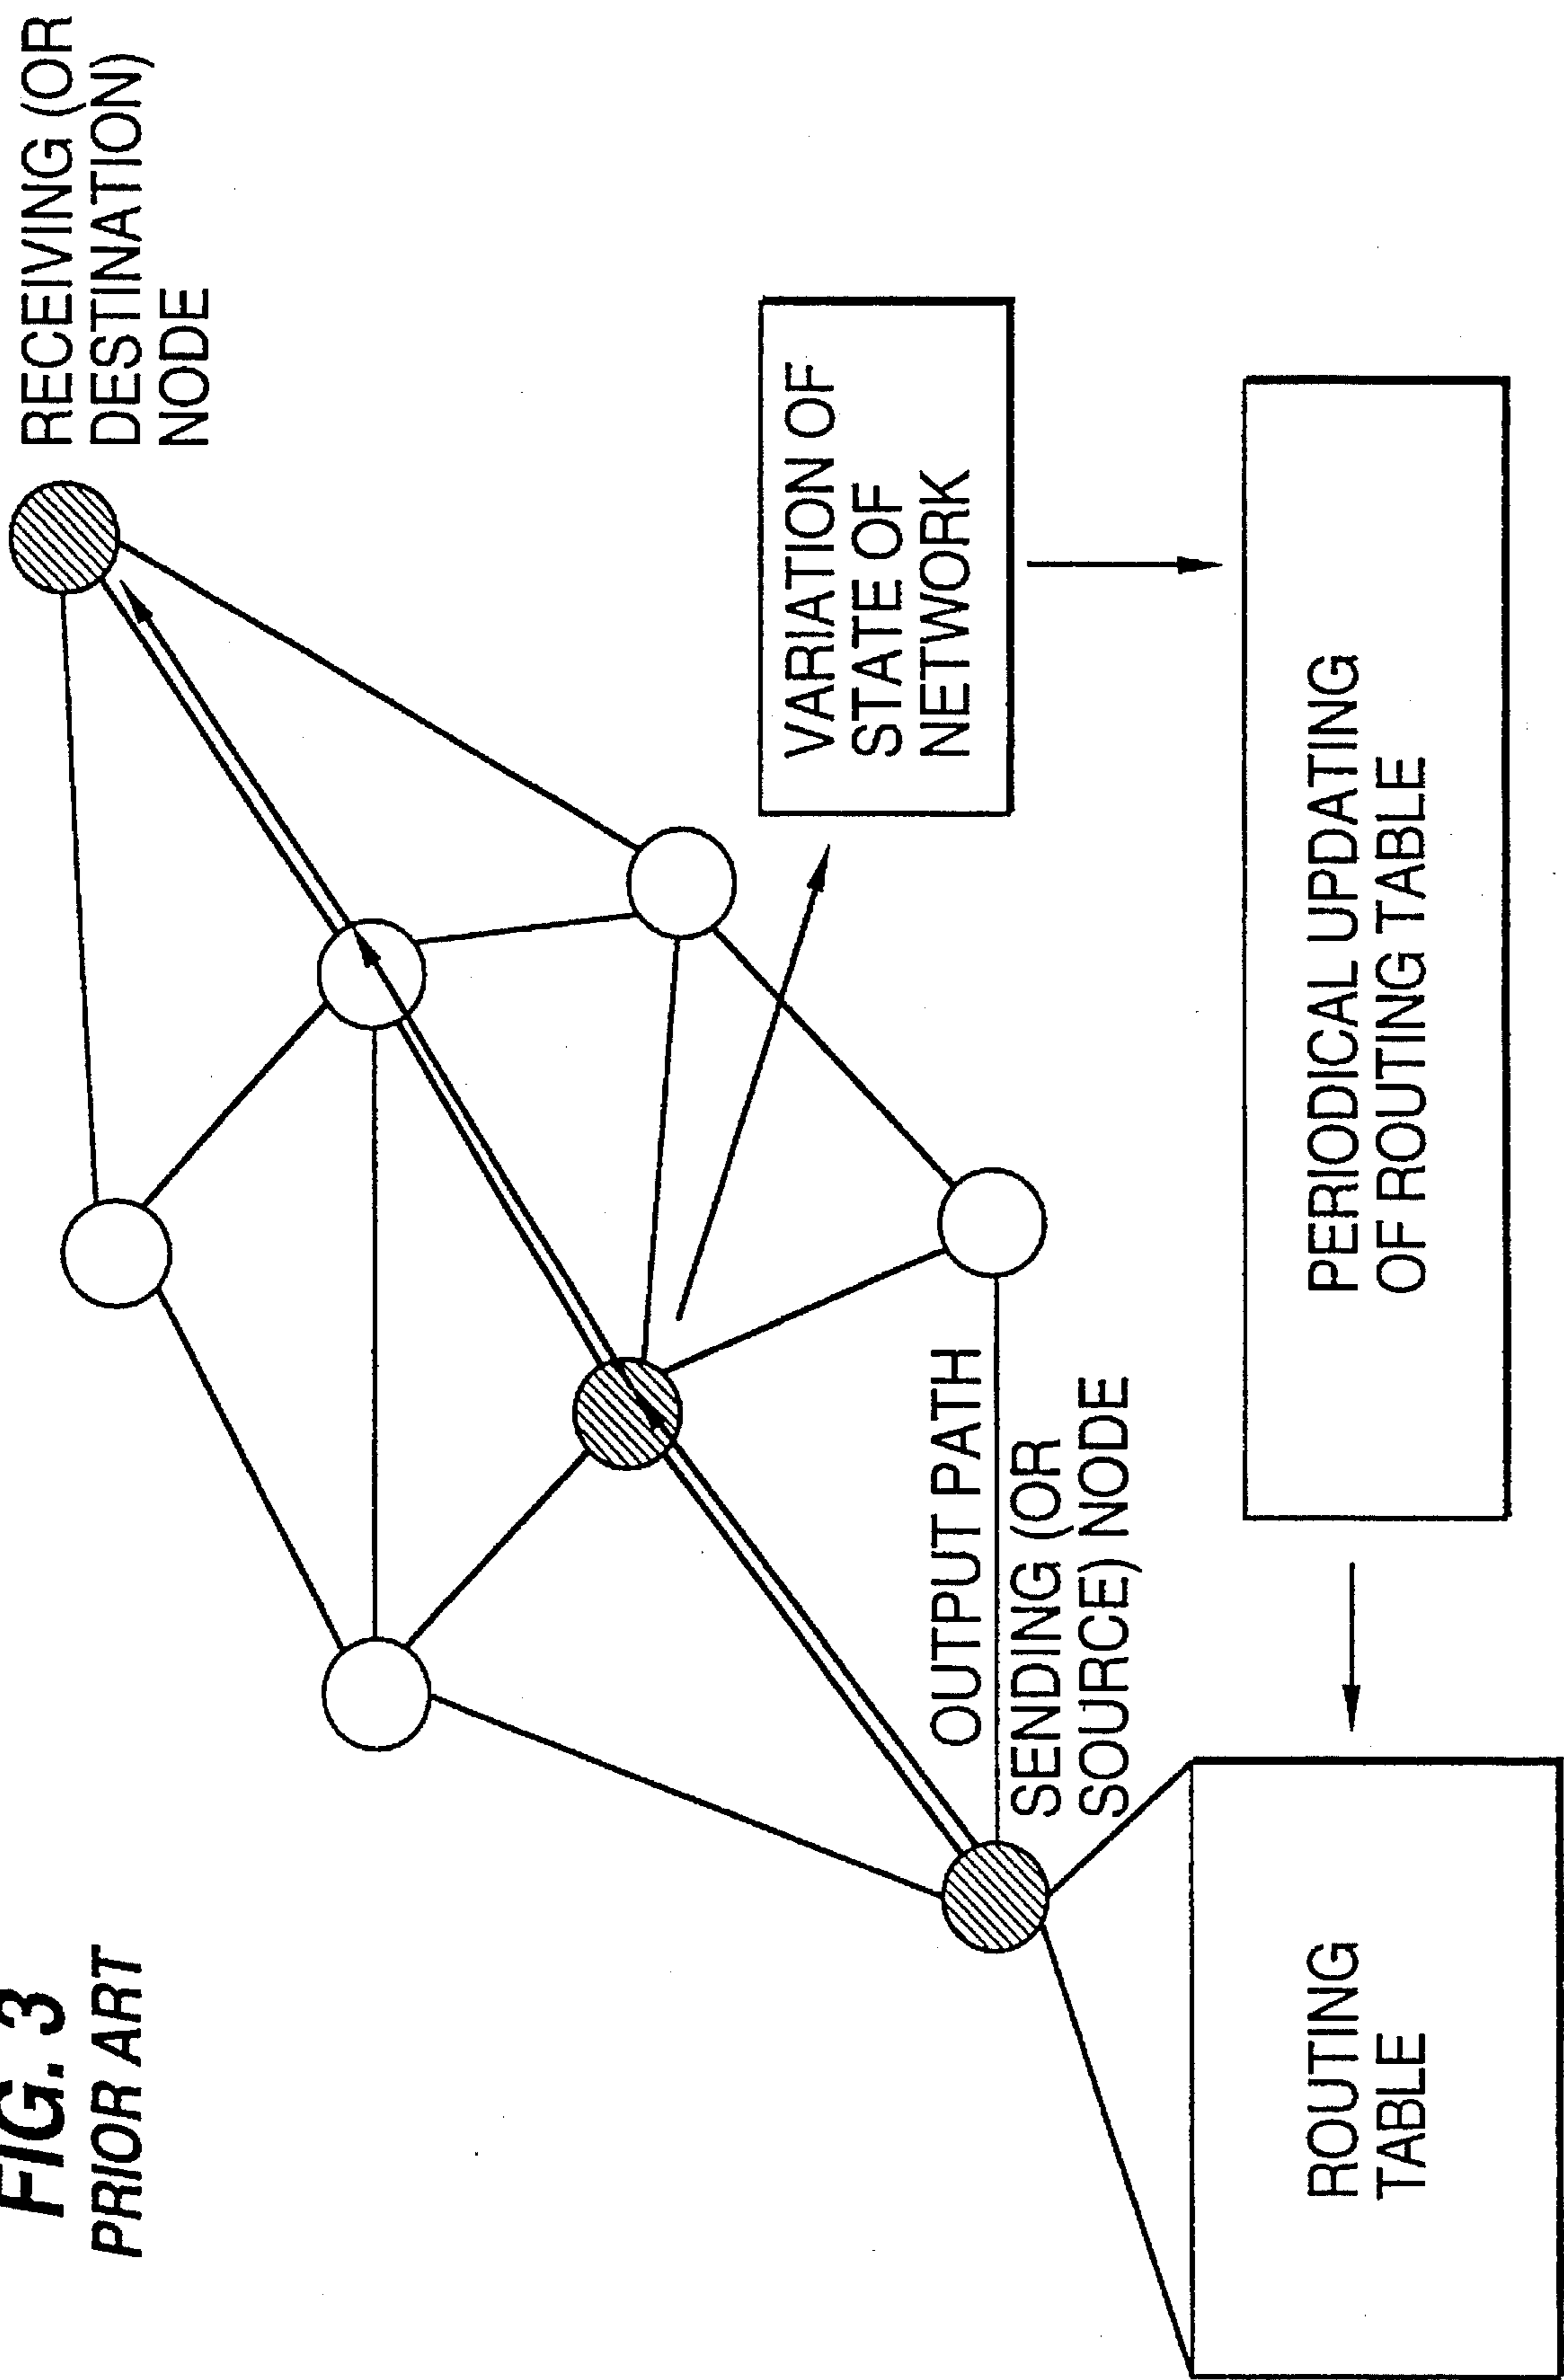 FIG. 3
PRIOR ART
RECEIVING (OR
DESTINATION)
NODE
VARIATION OF
STATE OF
NETWORK
OUTPUT PATH
SENDING (OR
SOURCE) NODE
ROUTING
TABLE
PERIODICAL UPDATING
OF ROUTING TABLE